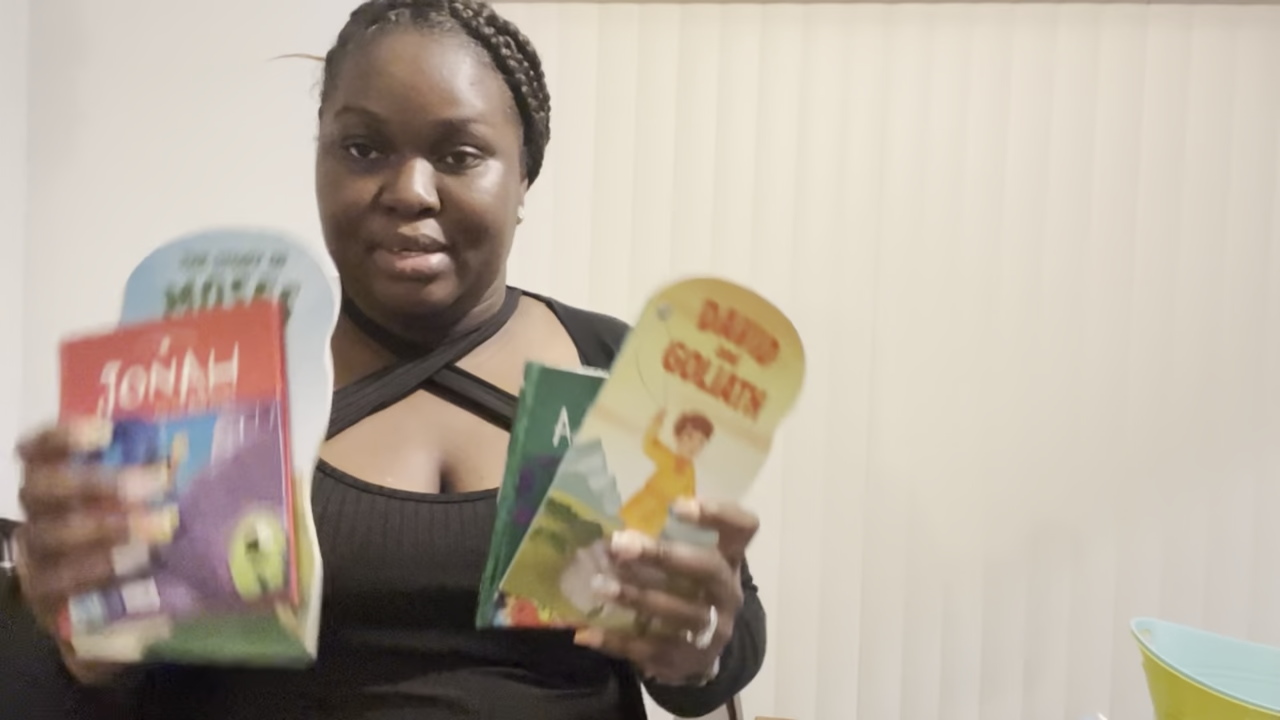 THE STORY OF
MOSES
JONAH
A
DAVID
AND
GOLIATH